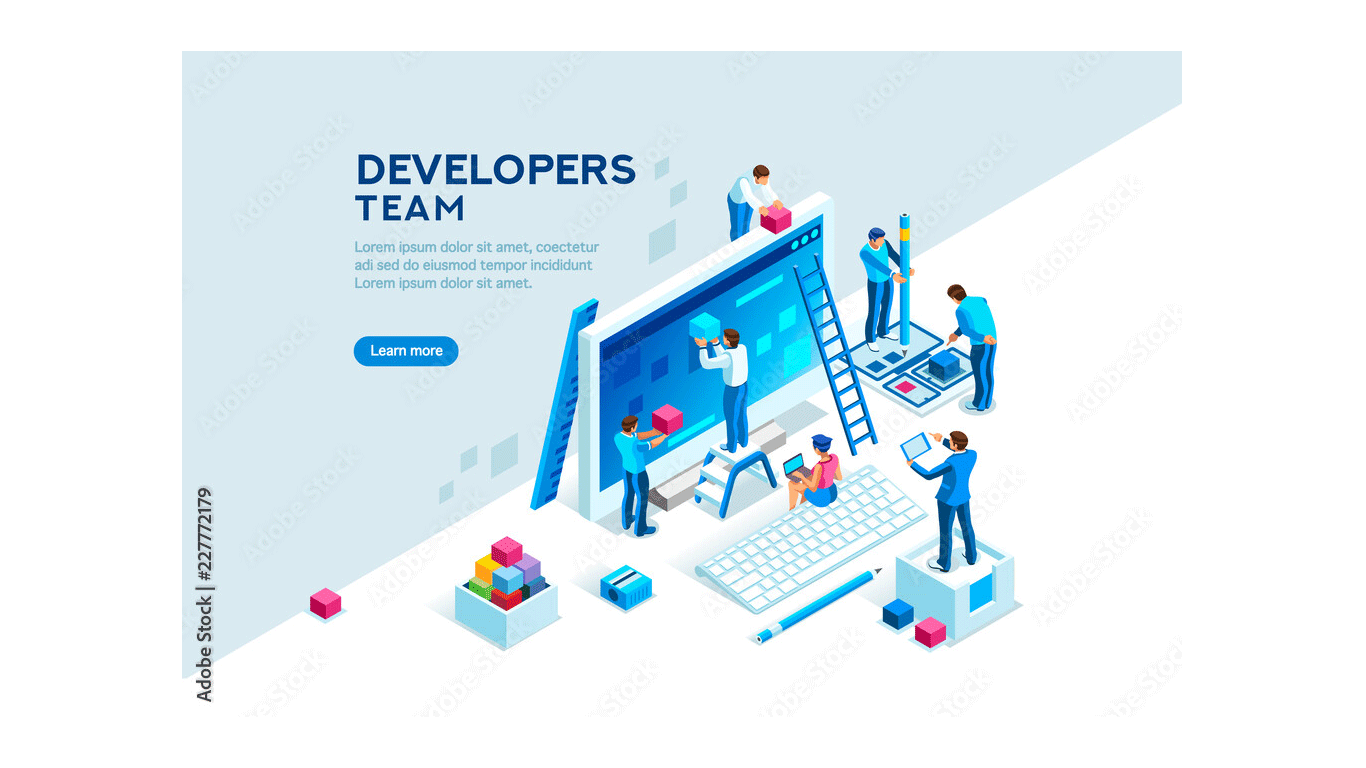 DEVELOPERS
TEAM
Lorem ipsum dolor sit amet, coectetur
adi sed do eiusmod tempor incididunt
Lorem ipsum dolor sit amet.
Learn more
Adobe Stock | #227772179